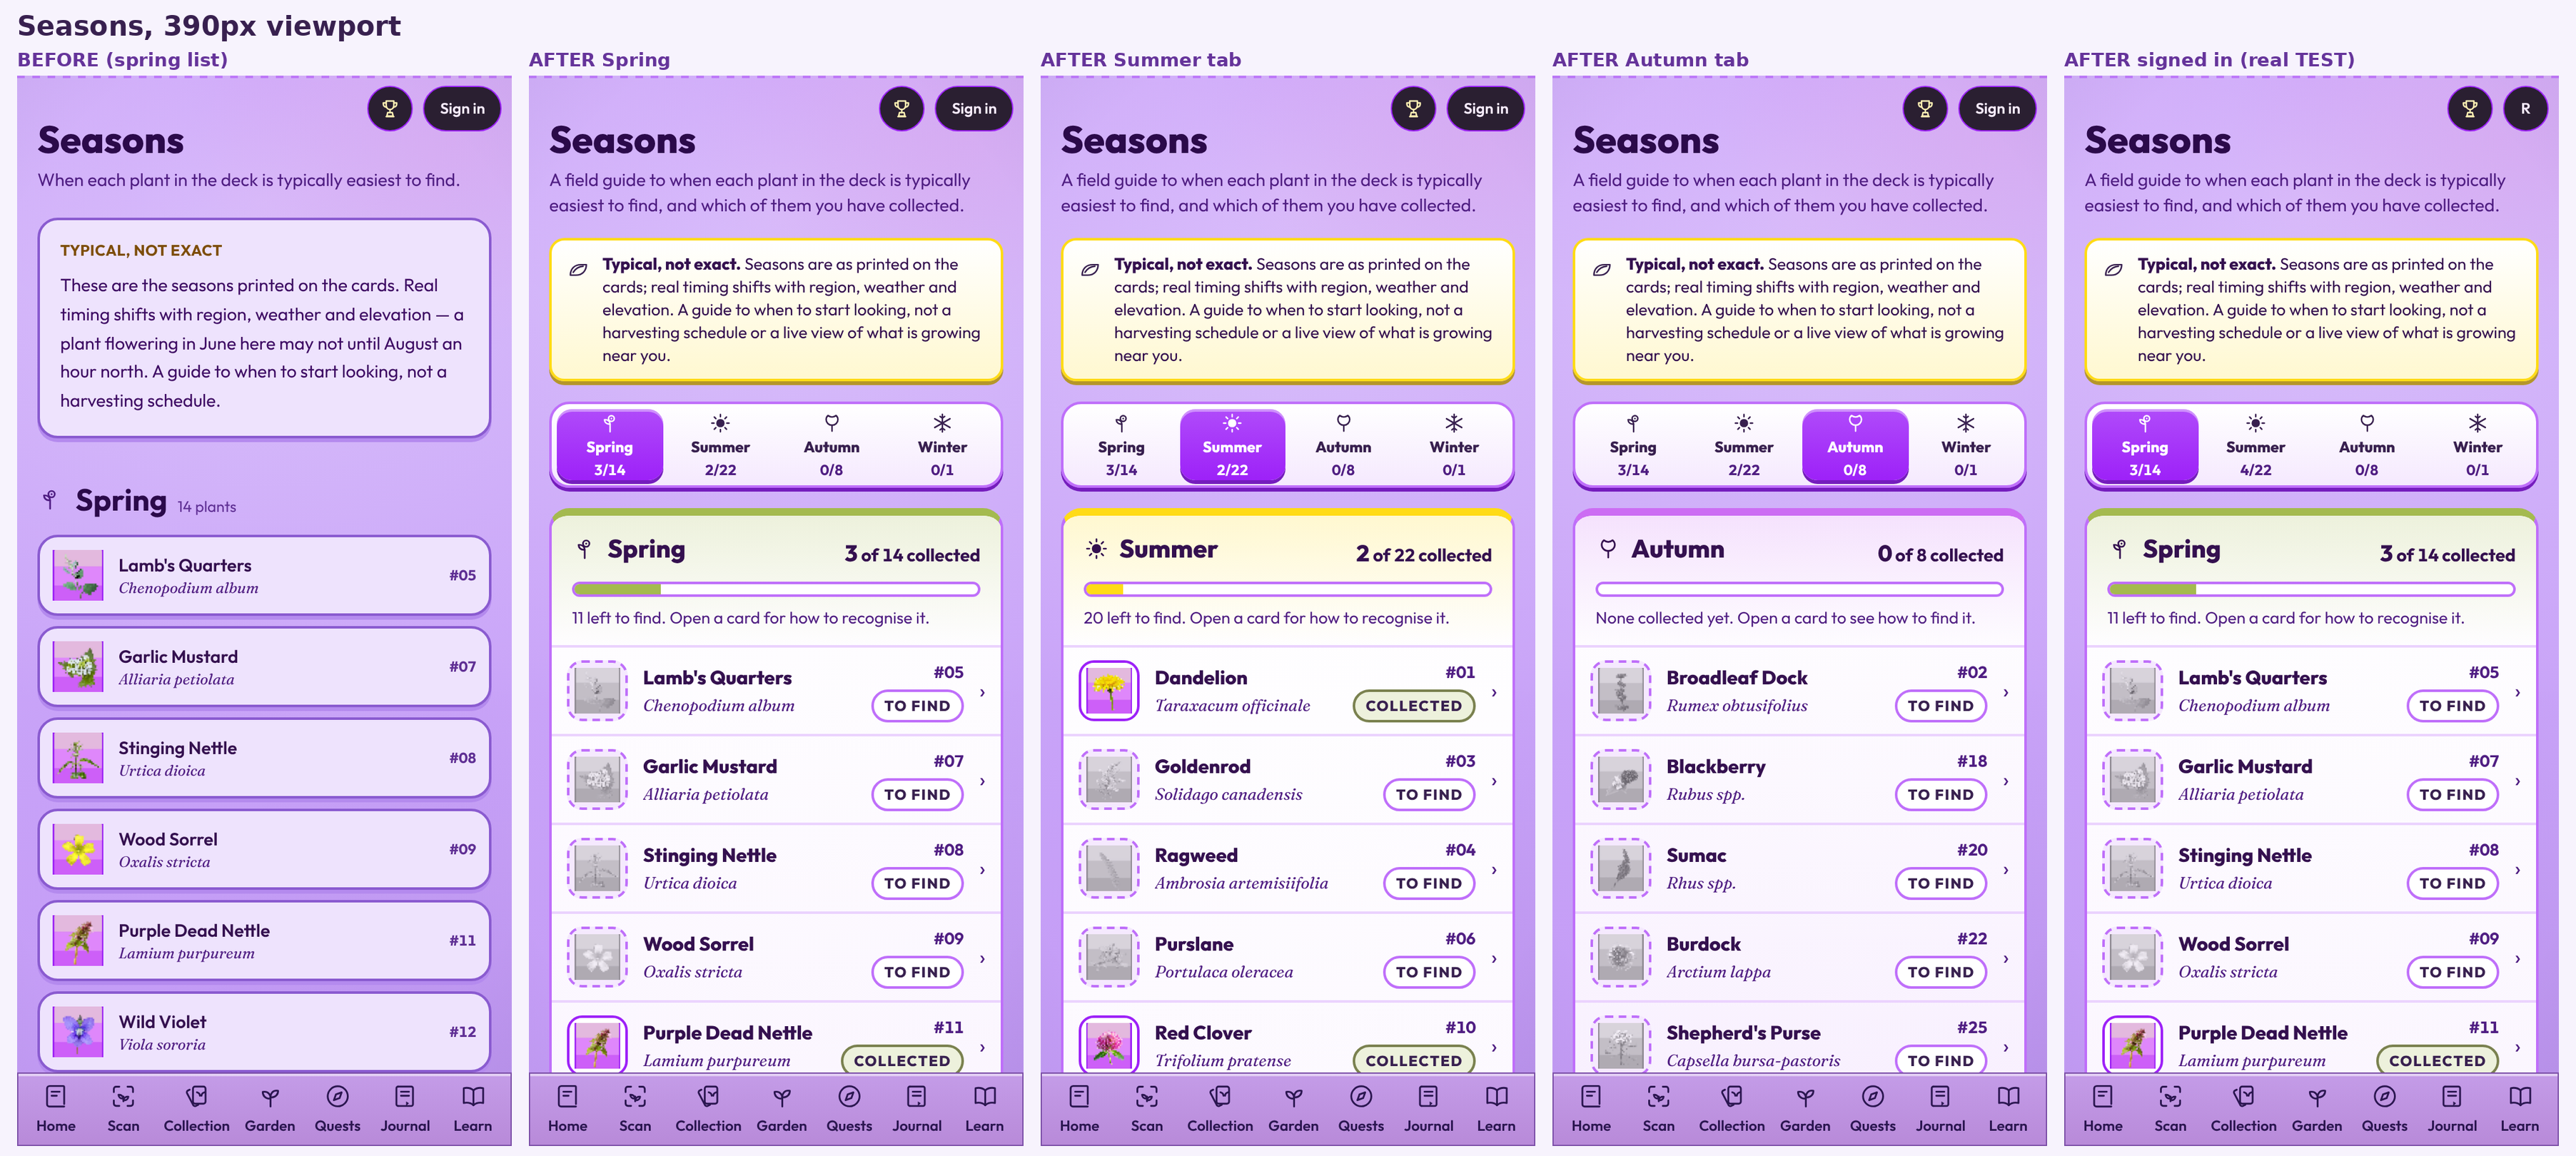 Seasons, 390px viewport
BEFORE (spring list)
Sign in
Seasons
When each plant in the deck is typically easiest to find.
TYPICAL, NOT EXACT
These are the seasons printed on the cards. Real
timing shifts with region, weather and elevation — a
plant flowering in June here may not until August an
hour north. A guide to when to start looking, not a
harvesting schedule.
Spring 14 plants
Lamb's Quarters
Chenopodium album
#05
Garlic Mustard
Alliaria petiolata
#07
Stinging Nettle
Urtica dioica
#08
Wood Sorrel
Oxalis stricta
#09
Purple Dead Nettle
Lamium purpureum
#11
Wild Violet
Viola sororia
#12
Home Scan Collection Garden Quests Journal Learn
AFTER Spring
Sign in
Seasons
A field guide to when each plant in the deck is typically
easiest to find, and which of them you have collected.
Typical, not exact. Seasons are as printed on the
cards; real timing shifts with region, weather and
elevation. A guide to when to start looking, not a
harvesting schedule or a live view of what is growing
near you.
Spring Summer Autumn Winter
3/14 2/22 0/8 0/1
Spring 3 of 14 collected
11 left to find. Open a card for how to recognise it.
Lamb's Quarters #05
Chenopodium album TO FIND ›
Garlic Mustard #07
Alliaria petiolata TO FIND ›
Stinging Nettle #08
Urtica dioica TO FIND ›
Wood Sorrel #09
Oxalis stricta TO FIND ›
Purple Dead Nettle #11
Lamium purpureum COLLECTED ›
Home Scan Collection Garden Quests Journal Learn
AFTER Summer tab
Sign in
Seasons
A field guide to when each plant in the deck is typically
easiest to find, and which of them you have collected.
Typical, not exact. Seasons are as printed on the
cards; real timing shifts with region, weather and
elevation. A guide to when to start looking, not a
harvesting schedule or a live view of what is growing
near you.
Spring Summer Autumn Winter
3/14 2/22 0/8 0/1
Summer 2 of 22 collected
20 left to find. Open a card for how to recognise it.
Dandelion #01
Taraxacum officinale COLLECTED ›
Goldenrod #03
Solidago canadensis TO FIND ›
Ragweed #04
Ambrosia artemisiifolia TO FIND ›
Purslane #06
Portulaca oleracea TO FIND ›
Red Clover #10
Trifolium pratense COLLECTED ›
Home Scan Collection Garden Quests Journal Learn
AFTER Autumn tab
Sign in
Seasons
A field guide to when each plant in the deck is typically
easiest to find, and which of them you have collected.
Typical, not exact. Seasons are as printed on the
cards; real timing shifts with region, weather and
elevation. A guide to when to start looking, not a
harvesting schedule or a live view of what is growing
near you.
Spring Summer Autumn Winter
3/14 2/22 0/8 0/1
Autumn 0 of 8 collected
None collected yet. Open a card to see how to find it.
Broadleaf Dock #02
Rumex obtusifolius TO FIND ›
Blackberry #18
Rubus spp. TO FIND ›
Sumac #20
Rhus spp. TO FIND ›
Burdock #22
Arctium lappa TO FIND ›
Shepherd's Purse #25
Capsella bursa-pastoris TO FIND ›
Home Scan Collection Garden Quests Journal Learn
AFTER signed in (real TEST)
R
Seasons
A field guide to when each plant in the deck is typically
easiest to find, and which of them you have collected.
Typical, not exact. Seasons are as printed on the
cards; real timing shifts with region, weather and
elevation. A guide to when to start looking, not a
harvesting schedule or a live view of what is growing
near you.
Spring Summer Autumn Winter
3/14 4/22 0/8 0/1
Spring 3 of 14 collected
11 left to find. Open a card for how to recognise it.
Lamb's Quarters #05
Chenopodium album TO FIND ›
Garlic Mustard #07
Alliaria petiolata TO FIND ›
Stinging Nettle #08
Urtica dioica TO FIND ›
Wood Sorrel #09
Oxalis stricta TO FIND ›
Purple Dead Nettle #11
Lamium purpureum COLLECTED ›
Home Scan Collection Garden Quests Journal Learn